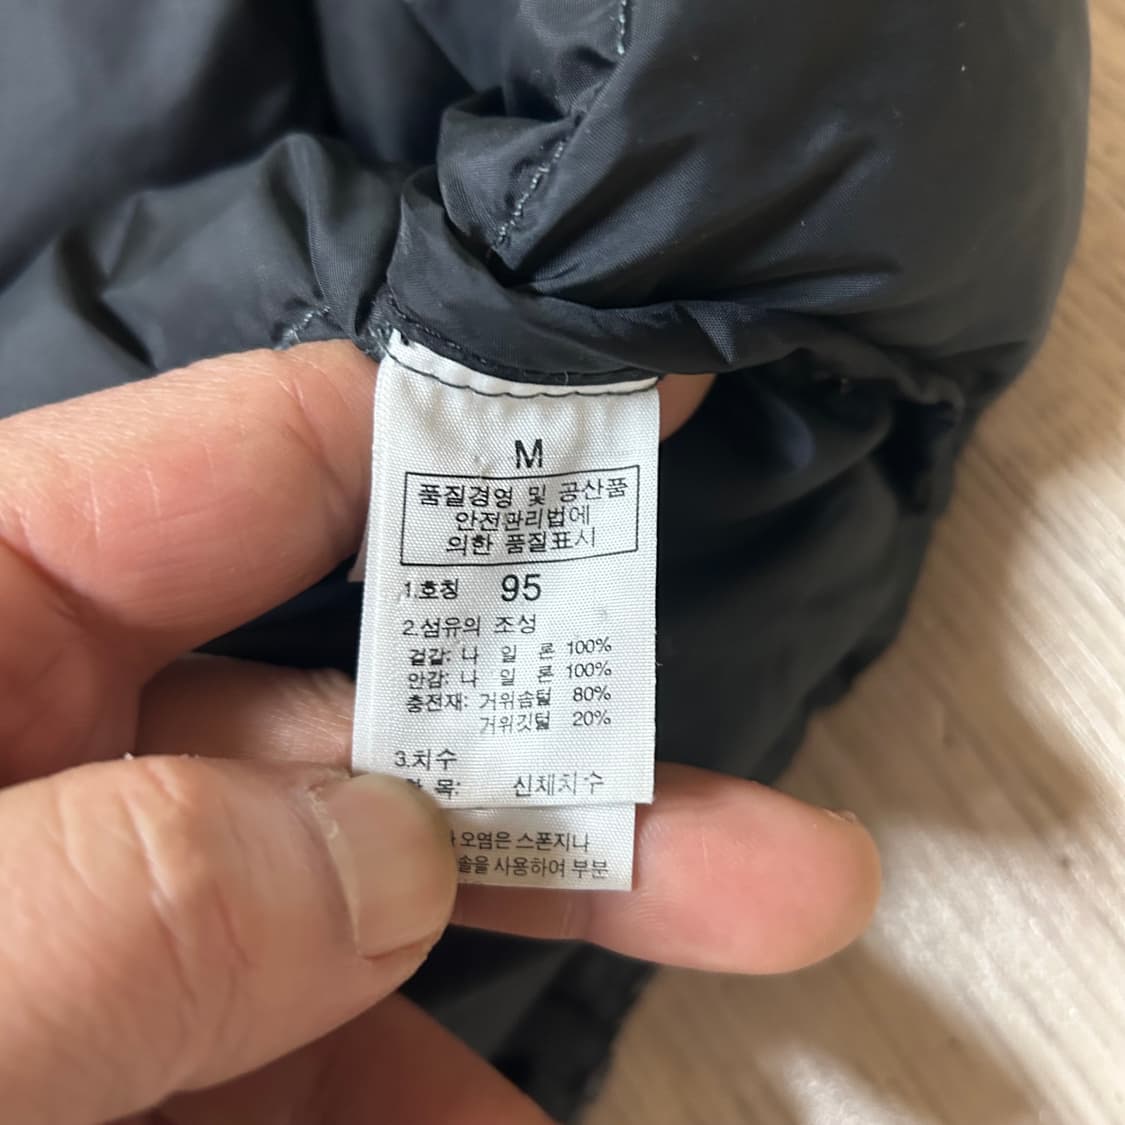 M
품질경영 및 공산품
안전관리법에
의한 품질표시
1.호칭 95
2.섬유의 조성
겉감: 나 일 론 100%
안감: 나 일 론 100%
충전재: 거위솜털 80%
거위깃털 20%
3.치수
목: 신체치수
오염은 스폰지나
솔을 사용하여 부분